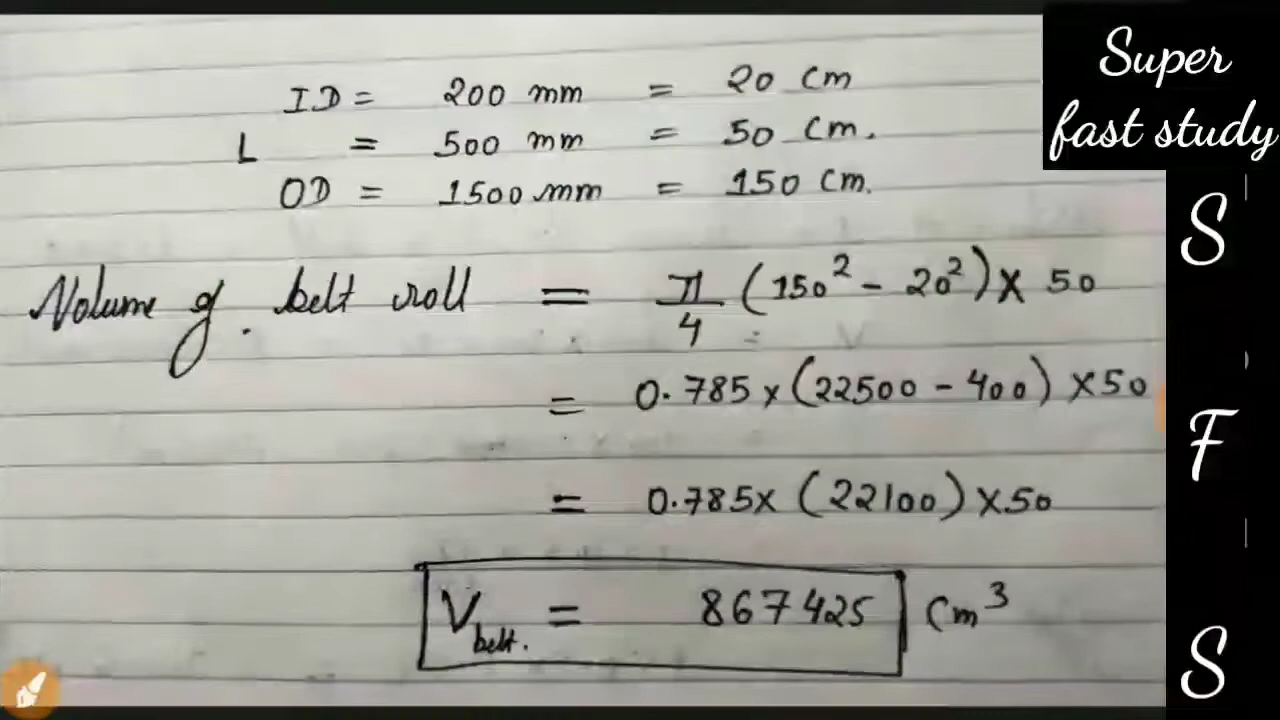 ID = 200 mm = 20 cm
L = 500 mm = 50 cm.
OD = 1500 mm = 150 cm.
Volume of belt roll = π/4 (150² - 20²) × 50
= 0.785 × (22500 - 400) × 50
= 0.785 × (22100) × 50
V belt. = 867425 cm³
Super
fast study
S
F
S